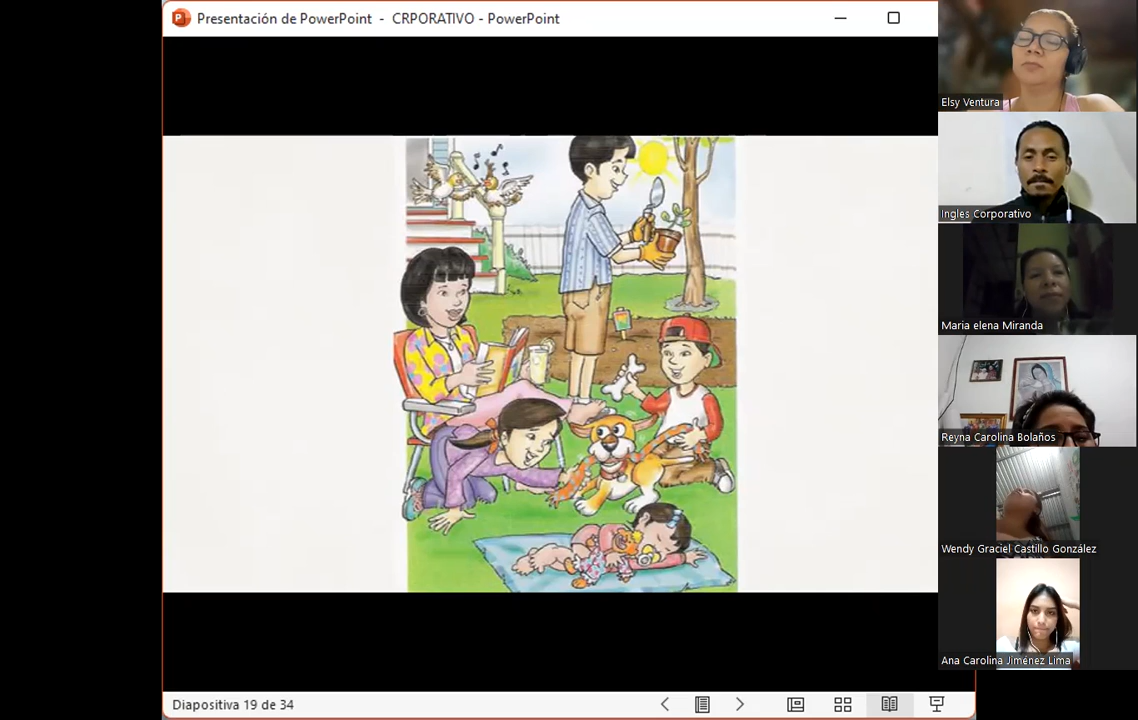 Presentación de PowerPoint - CRPORATIVO - PowerPoint
Elsy Ventura
Ingles Corporativo
Maria elena Miranda
Reyna Carolina Bolaños
Wendy Graciel Castillo González
Ana Carolina Jiménez Lima
Diapositiva 19 de 34